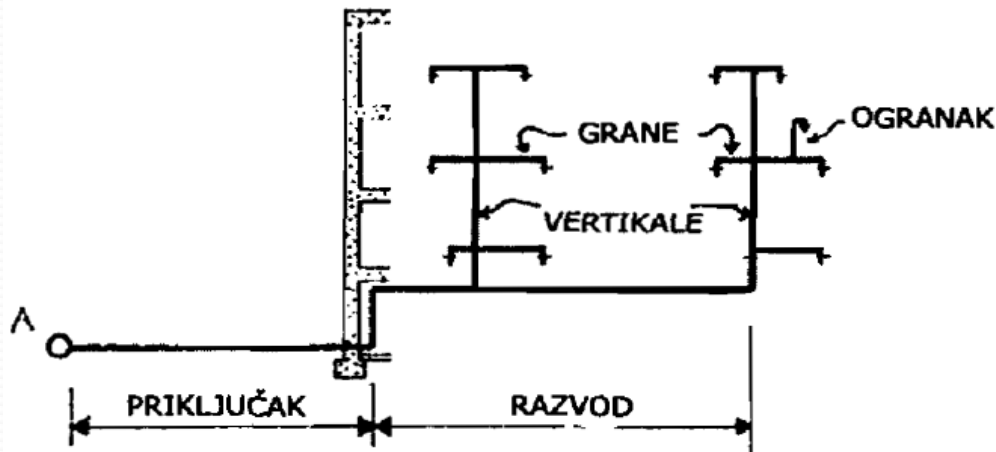 OGRANAK
GRANE
VERTIKALE
A
PRIKLJUČAK
RAZVOD